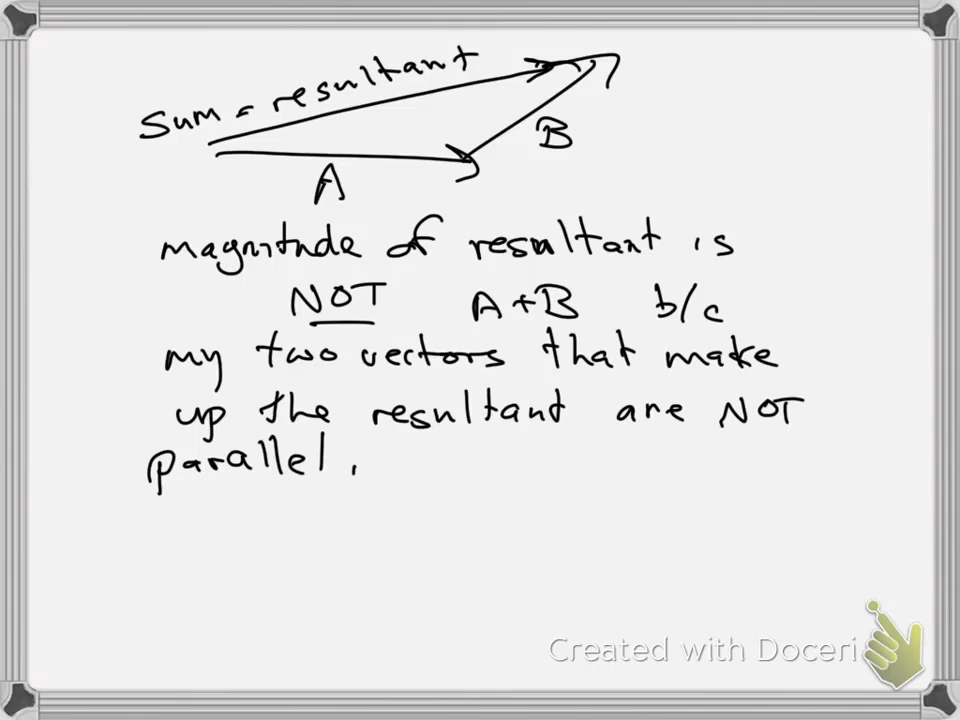 Sum = resultant
B
A
magnitude of resultant is
NOT A+B b/c
my two vectors that make
up the resultant are NOT
parallel.
Created with Doceri